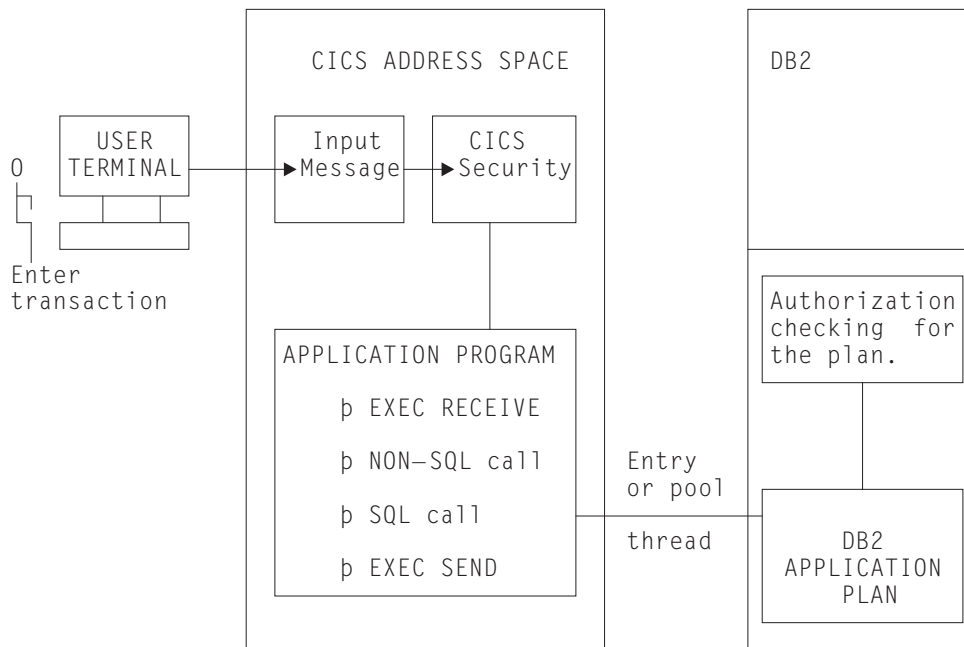 CICS ADDRESS SPACE
DB2
USER
TERMINAL
Input
Message
CICS
Security
O
Enter
transaction
Authorization
checking for
the plan.
APPLICATION PROGRAM
þ EXEC RECEIVE
þ NON–SQL call
þ SQL call
þ EXEC SEND
Entry
or pool
thread
DB2
APPLICATION
PLAN